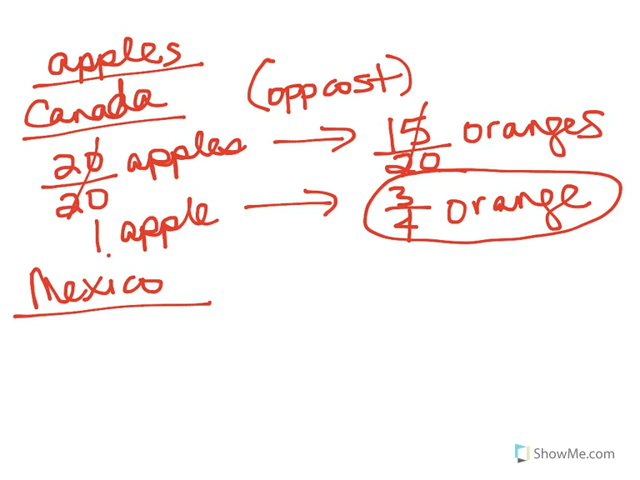 apples
Canada (opp cost)
20/20 apples → 15/20 oranges
1 apple → 3/4 orange
Mexico
ShowMe.com